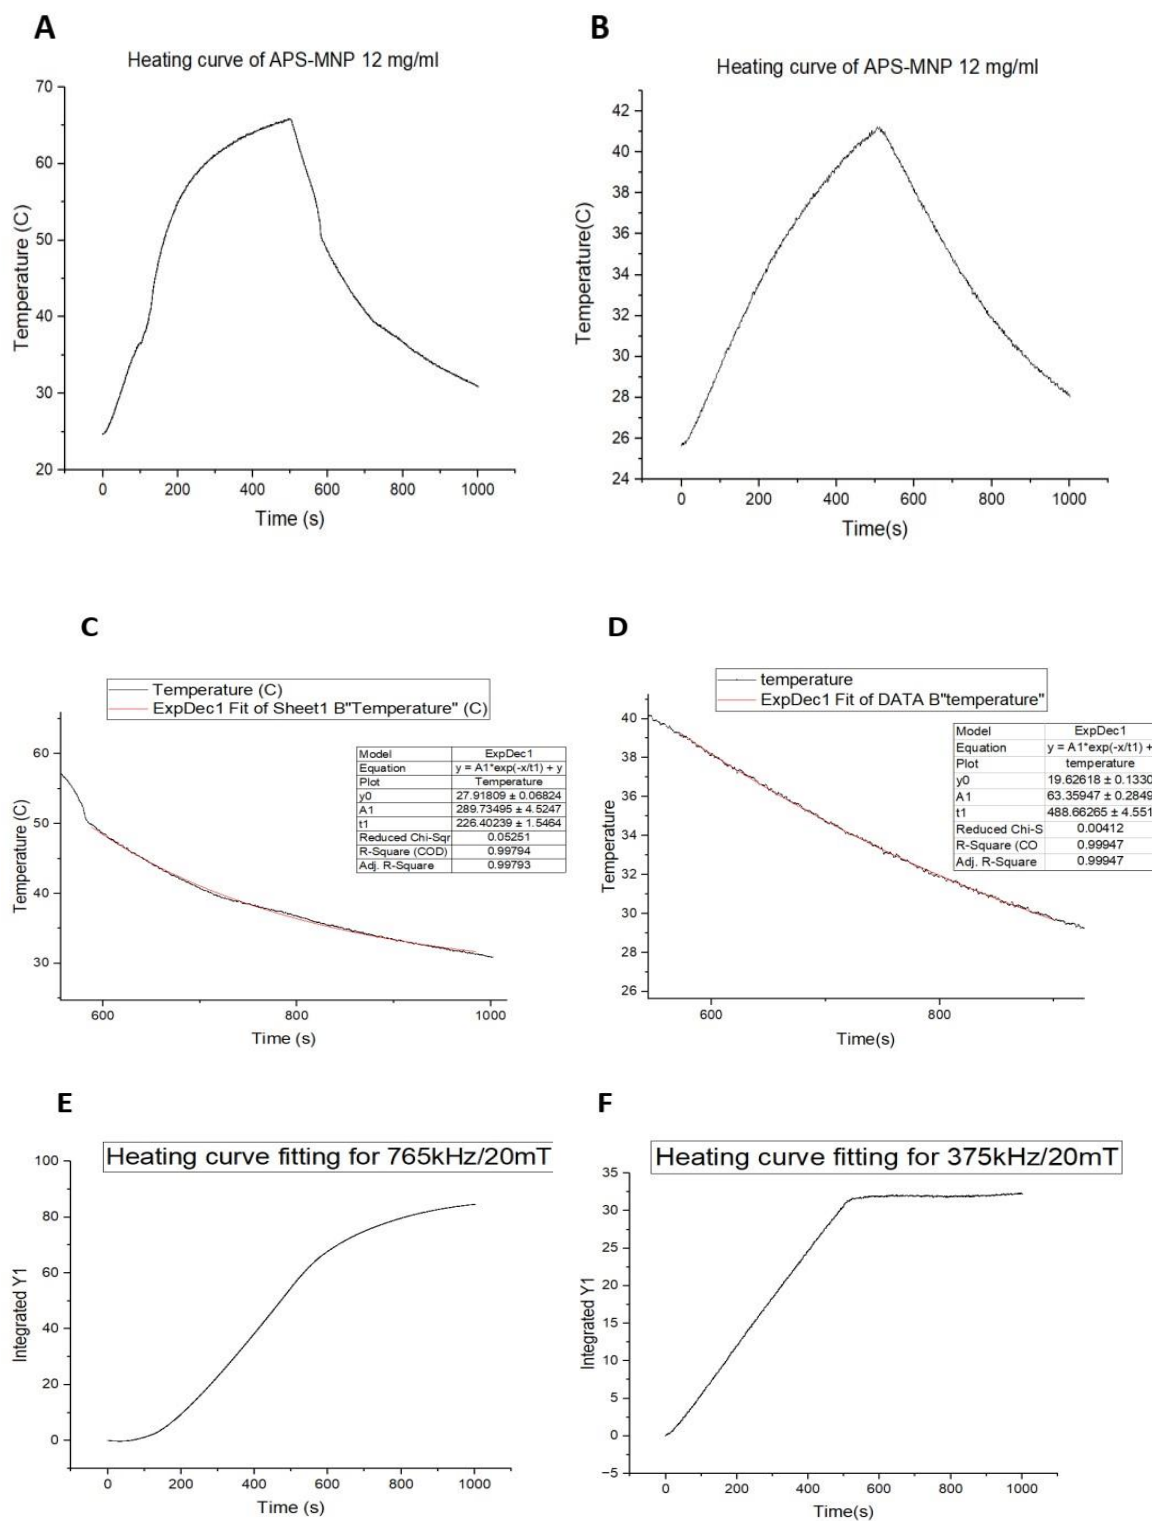 A
Heating curve of APS-MNP 12 mg/ml
70
60
50
40
30
20
Temperature (C)
0 200 400 600 800 1000
Time (s)
B
Heating curve of APS-MNP 12 mg/ml
42
40
38
36
34
32
30
28
26
24
Temperature(C)
0 200 400 600 800 1000
Time(s)
C
Temperature (C)
ExpDec1 Fit of Sheet1 B"Temperature" (C)
Model ExpDec1
Equation y = A1*exp(-x/t1) + y
Plot Temperature
y0 27.91809 ± 0.06824
A1 289.73495 ± 4.5247
t1 226.40239 ± 1.5464
Reduced Chi-Sqr 0.05251
R-Square (COD) 0.99794
Adj. R-Square 0.99793
60
50
40
30
Temperature (C)
600 800 1000
Time (s)
D
temperature
ExpDec1 Fit of DATA B"temperature"
Model ExpDec1
Equation y = A1*exp(-x/t1) +
Plot temperature
y0 19.62618 ± 0.1330
A1 63.35947 ± 0.2849
t1 488.66265 ± 4.551
Reduced Chi-S 0.00412
R-Square (CO 0.99947
Adj. R-Square 0.99947
40
38
36
34
32
30
28
26
Temperature
600 800
Time(s)
E
Heating curve fitting for 765kHz/20mT
100
80
60
40
20
0
Integrated Y1
0 200 400 600 800 1000
Time (s)
F
Heating curve fitting for 375kHz/20mT
35
30
25
20
15
10
5
0
−5
Integrated Y1
0 200 400 600 800 1000
Time(s)